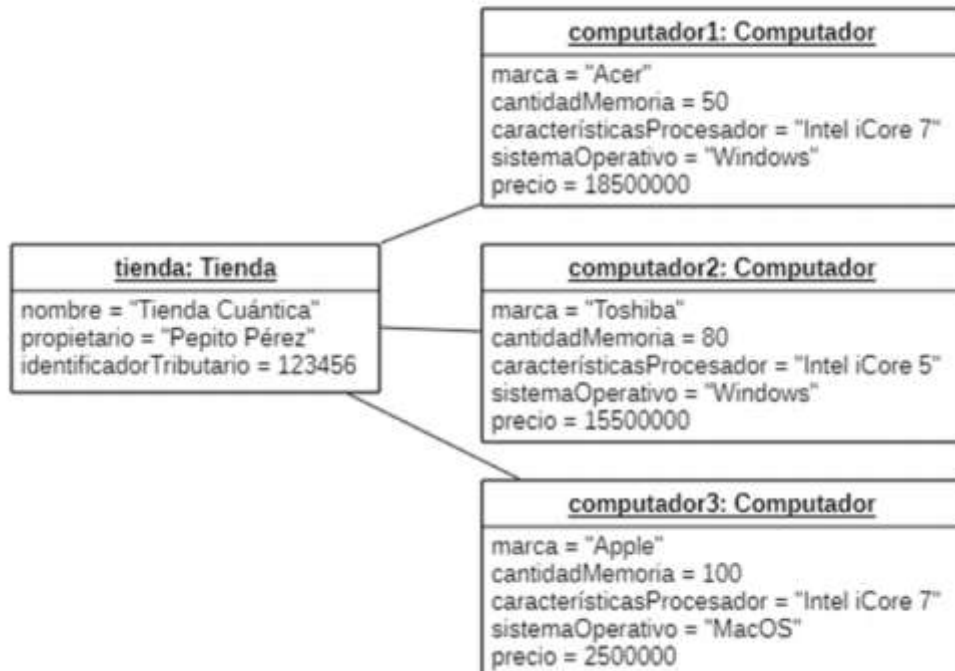 computador1: Computador
marca = "Acer"
cantidadMemoria = 50
característicasProcesador = "Intel iCore 7"
sistemaOperativo = "Windows"
precio = 18500000
tienda: Tienda
nombre = "Tienda Cuántica"
propietario = "Pepito Pérez"
identificadorTributario = 123456
computador2: Computador
marca = "Toshiba"
cantidadMemoria = 80
característicasProcesador = "Intel iCore 5"
sistemaOperativo = "Windows"
precio = 15500000
computador3: Computador
marca = "Apple"
cantidadMemoria = 100
característicasProcesador = "Intel iCore 7"
sistemaOperativo = "MacOS"
precio = 2500000